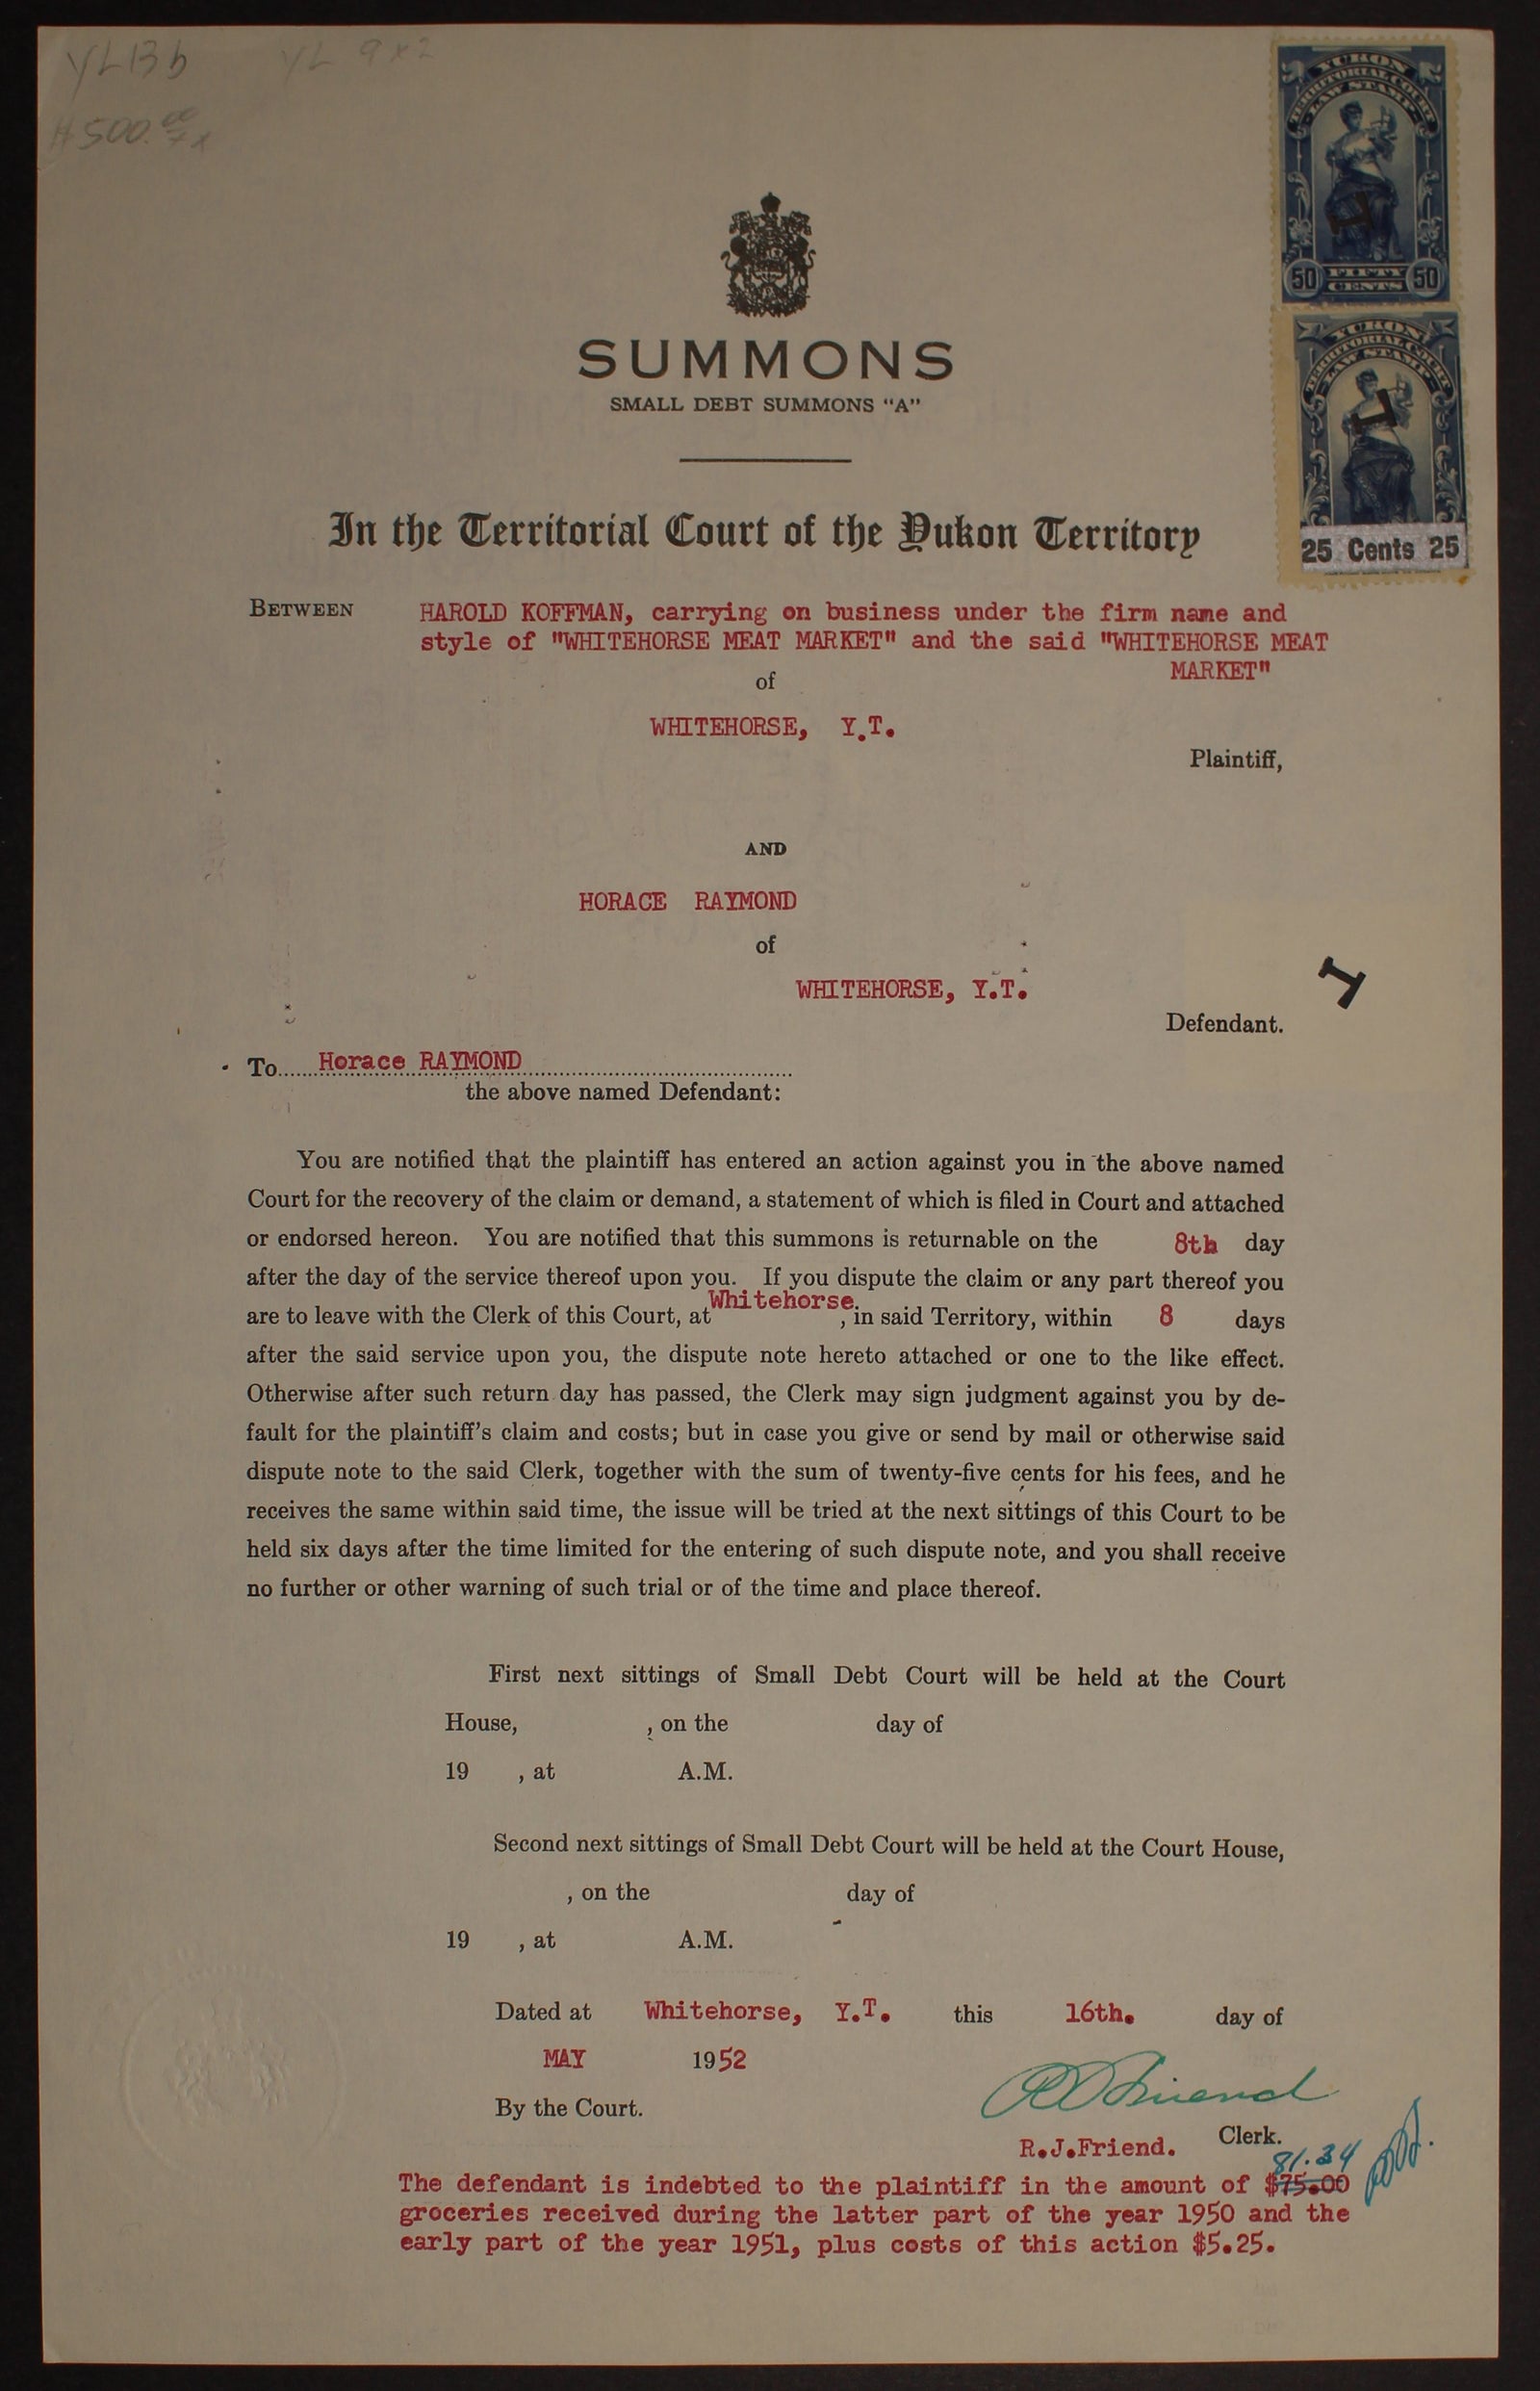 YL13b YL 9x2
$500.00
YUKON
TERRITORIAL COURT
LAW STAMP
50 FIFTY CENTS 50
YUKON
TERRITORIAL COURT
LAW STAMP
25 Cents 25
SUMMONS
SMALL DEBT SUMMONS "A"
In the Territorial Court of the Yukon Territory
BETWEEN HAROLD KOFFMAN, carrying on business under the firm name and
style of "WHITEHORSE MEAT MARKET" and the said "WHITEHORSE MEAT
MARKET"
of
WHITEHORSE, Y.T.
Plaintiff,
AND
HORACE RAYMOND
of
WHITEHORSE, Y.T.
Defendant.
To Horace RAYMOND
the above named Defendant:
You are notified that the plaintiff has entered an action against you in the above named
Court for the recovery of the claim or demand, a statement of which is filed in Court and attached
or endorsed hereon. You are notified that this summons is returnable on the 8th day
after the day of the service thereof upon you. If you dispute the claim or any part thereof you
are to leave with the Clerk of this Court, at Whitehorse, in said Territory, within 8 days
after the said service upon you, the dispute note hereto attached or one to the like effect.
Otherwise after such return day has passed, the Clerk may sign judgment against you by de-
fault for the plaintiff's claim and costs; but in case you give or send by mail or otherwise said
dispute note to the said Clerk, together with the sum of twenty-five cents for his fees, and he
receives the same within said time, the issue will be tried at the next sittings of this Court to be
held six days after the time limited for the entering of such dispute note, and you shall receive
no further or other warning of such trial or of the time and place thereof.
First next sittings of Small Debt Court will be held at the Court
House, , on the day of
19 , at A.M.
Second next sittings of Small Debt Court will be held at the Court House,
, on the day of
19 , at A.M.
Dated at Whitehorse, Y.T. this 16th. day of
MAY 1952
By the Court.
RJFriend
R.J.Friend. Clerk.
81.34
The defendant is indebted to the plaintiff in the amount of $75.00
groceries received during the latter part of the year 1950 and the
early part of the year 1951, plus costs of this action $5.25.